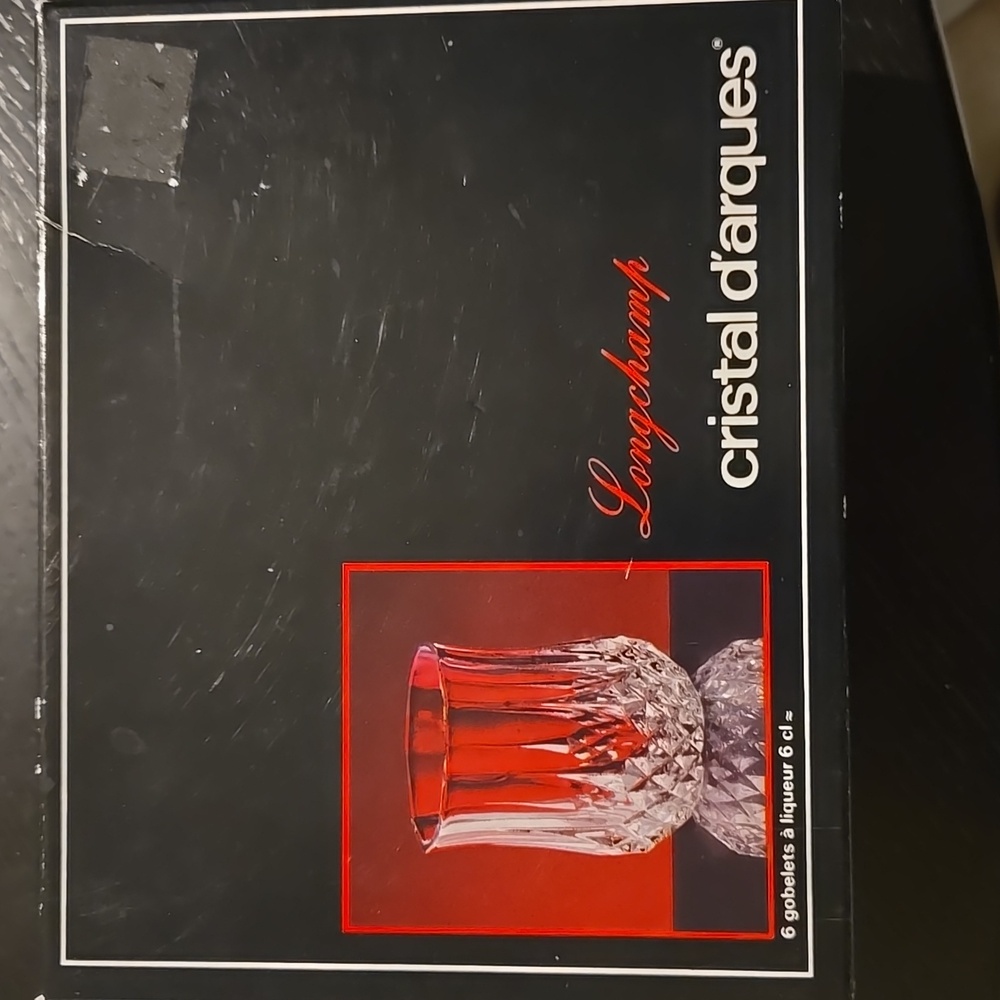 Longchamp
cristal d'arques®
6 gobelets à liqueur 6 cl ≈